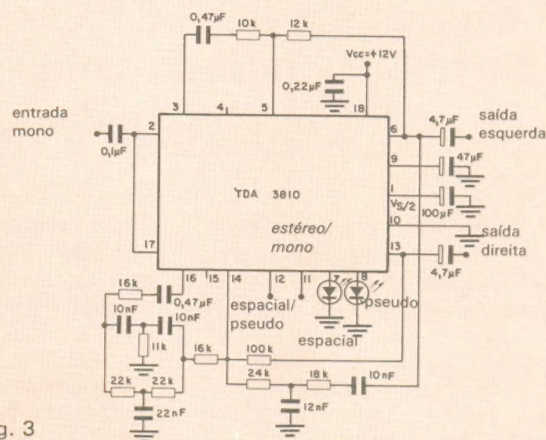 0,47µF
10k
12k
Vcc=+12V
0,22µF
3
4
5
18
entrada
mono
0,1µF
2
17
TDA 3810
estéreo/
mono
6
4,7µF
saída
esquerda
9
47µF
1
VS/2
100µF
10
saída
direita
13
4,7µF
16
15
14
12
11
7
8
16k
0,47µF
espacial/
pseudo
pseudo
espacial
10nF
10nF
11k
16k
100k
24k
18k
10nF
22k
22k
22nF
12nF
g. 3